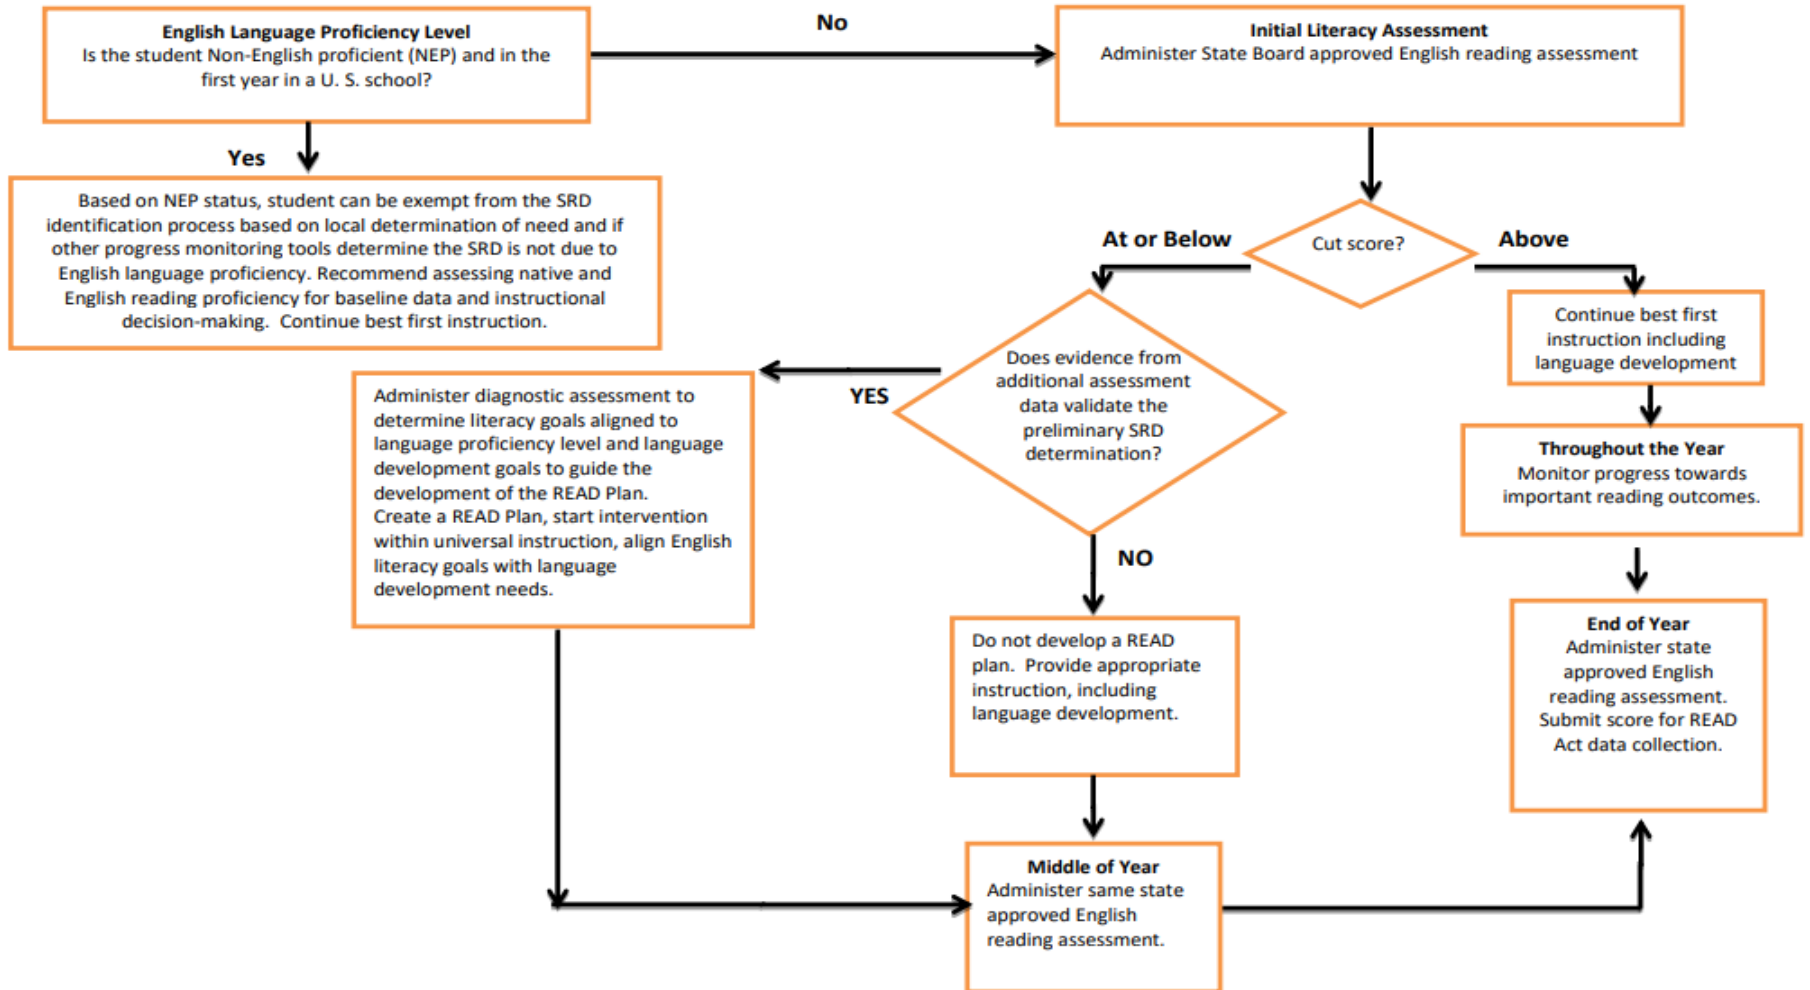 English Language Proficiency Level
Is the student Non-English proficient (NEP) and in the
first year in a U. S. school?
No
Initial Literacy Assessment
Administer State Board approved English reading assessment
Yes
Based on NEP status, student can be exempt from the SRD
identification process based on local determination of need and if
other progress monitoring tools determine the SRD is not due to
English language proficiency. Recommend assessing native and
English reading proficiency for baseline data and instructional
decision-making.  Continue best first instruction.
Cut score?
At or Below
Above
Continue best first
instruction including
language development
Does evidence from
additional assessment
data validate the
preliminary SRD
determination?
YES
Administer diagnostic assessment to
determine literacy goals aligned to
language proficiency level and language
development goals to guide the
development of the READ Plan.
Create a READ Plan, start intervention
within universal instruction, align English
literacy goals with language
development needs.
Throughout the Year
Monitor progress towards
important reading outcomes.
NO
Do not develop a READ
plan.  Provide appropriate
instruction, including
language development.
End of Year
Administer state
approved English
reading assessment.
Submit score for READ
Act data collection.
Middle of Year
Administer same state
approved English
reading assessment.